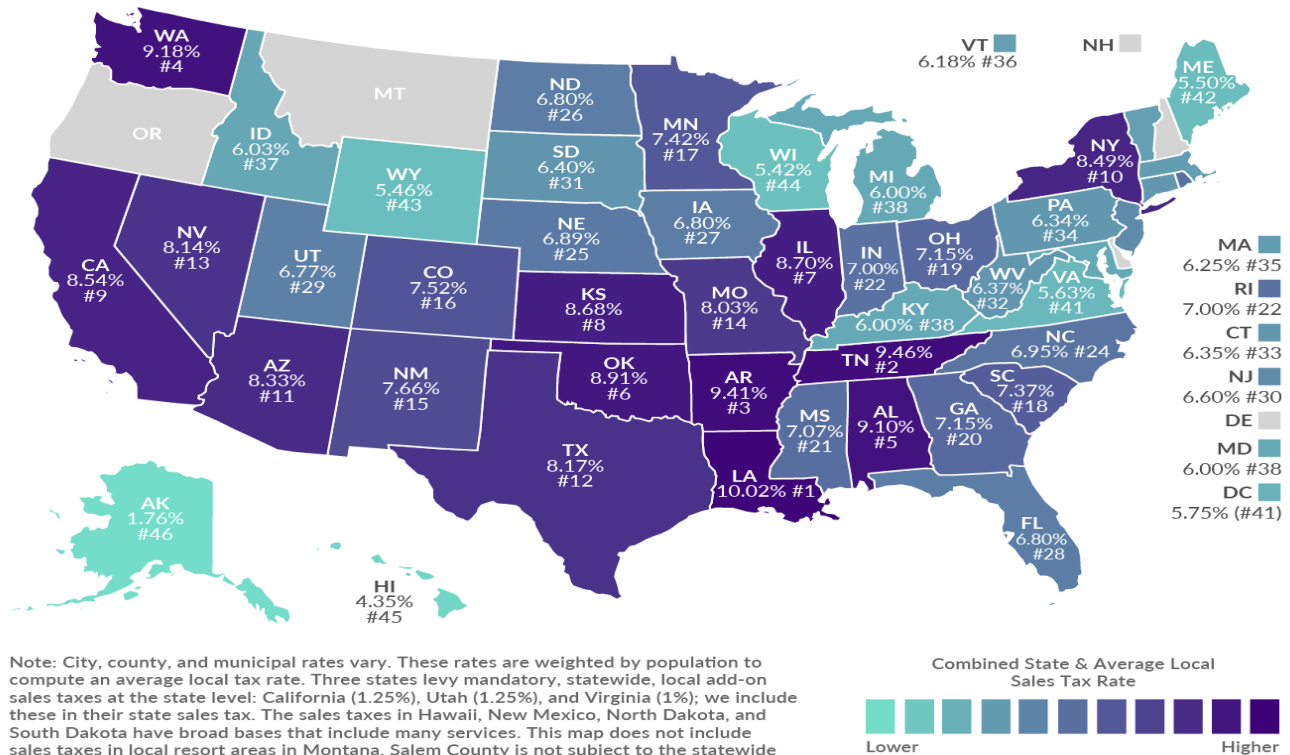 WA
9.18%
#4
VT
6.18% #36
NH
ME
5.50%
#42
MT
ND
6.80%
#26
MN
7.42%
#17
OR
ID
6.03%
#37
SD
6.40%
#31
WI
5.42%
#44
NY
8.49%
#10
WY
5.46%
#43
MI
6.00%
#38
NV
8.14%
#13
NE
6.89%
#25
IA
6.80%
#27
PA
6.34%
#34
CA
8.54%
#9
UT
6.77%
#29
CO
7.52%
#16
IL
8.70%
#7
IN
7.00%
#22
OH
7.15%
#19
MA
6.25% #35
WV
6.37%
#32
VA
5.63%
#41
RI
7.00% #22
KS
8.68%
#8
MO
8.03%
#14
KY
6.00% #38
CT
6.35% #33
NC
6.95% #24
AZ
8.33%
#11
NM
7.66%
#15
OK
8.91%
#6
AR
9.41%
#3
TN 9.46%
#2
SC
7.37%
#18
NJ
6.60% #30
MS
7.07%
#21
AL
9.10%
#5
GA
7.15%
#20
DE
TX
8.17%
#12
LA
10.02% #1
MD
6.00% #38
DC
5.75% (#41)
AK
1.76%
#46
FL
6.80%
#28
HI
4.35%
#45
Note: City, county, and municipal rates vary. These rates are weighted by population to
compute an average local tax rate. Three states levy mandatory, statewide, local add-on
sales taxes at the state level: California (1.25%), Utah (1.25%), and Virginia (1%); we include
these in their state sales tax. The sales taxes in Hawaii, New Mexico, North Dakota, and
South Dakota have broad bases that include many services. This map does not include
sales taxes in local resort areas in Montana. Salem County is not subject to the statewide
Combined State & Average Local
Sales Tax Rate
Lower
Higher